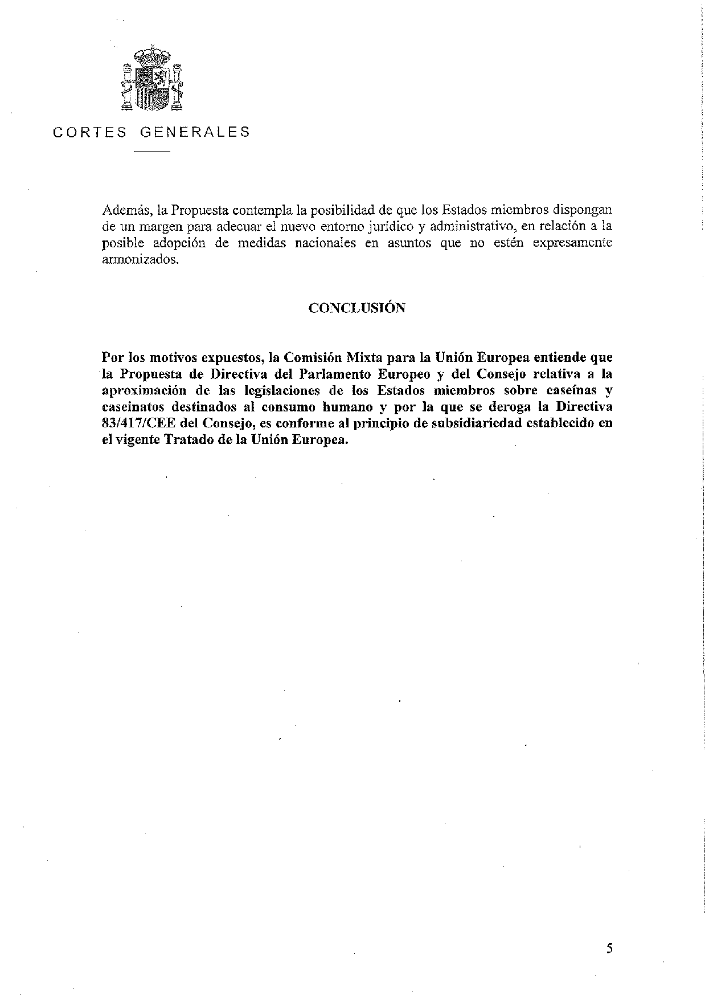 CORTES GENERALES
Además, la Propuesta contempla la posibilidad de que los Estados miembros dispongan
de un margen para adecuar el nuevo entorno jurídico y administrativo, en relación a la
posible adopción de medidas nacionales en asuntos que no estén expresamente
armonizados.
CONCLUSIÓN
Por los motivos expuestos, la Comisión Mixta para la Unión Europea entiende que
la Propuesta de Directiva del Parlamento Europeo y del Consejo relativa a la
aproximación de las legislaciones de los Estados miembros sobre caseínas y
caseinatos destinados al consumo humano y por la que se deroga la Directiva
83/417/CEE del Consejo, es conforme al principio de subsidiariedad establecido en
el vigente Tratado de la Unión Europea.
5